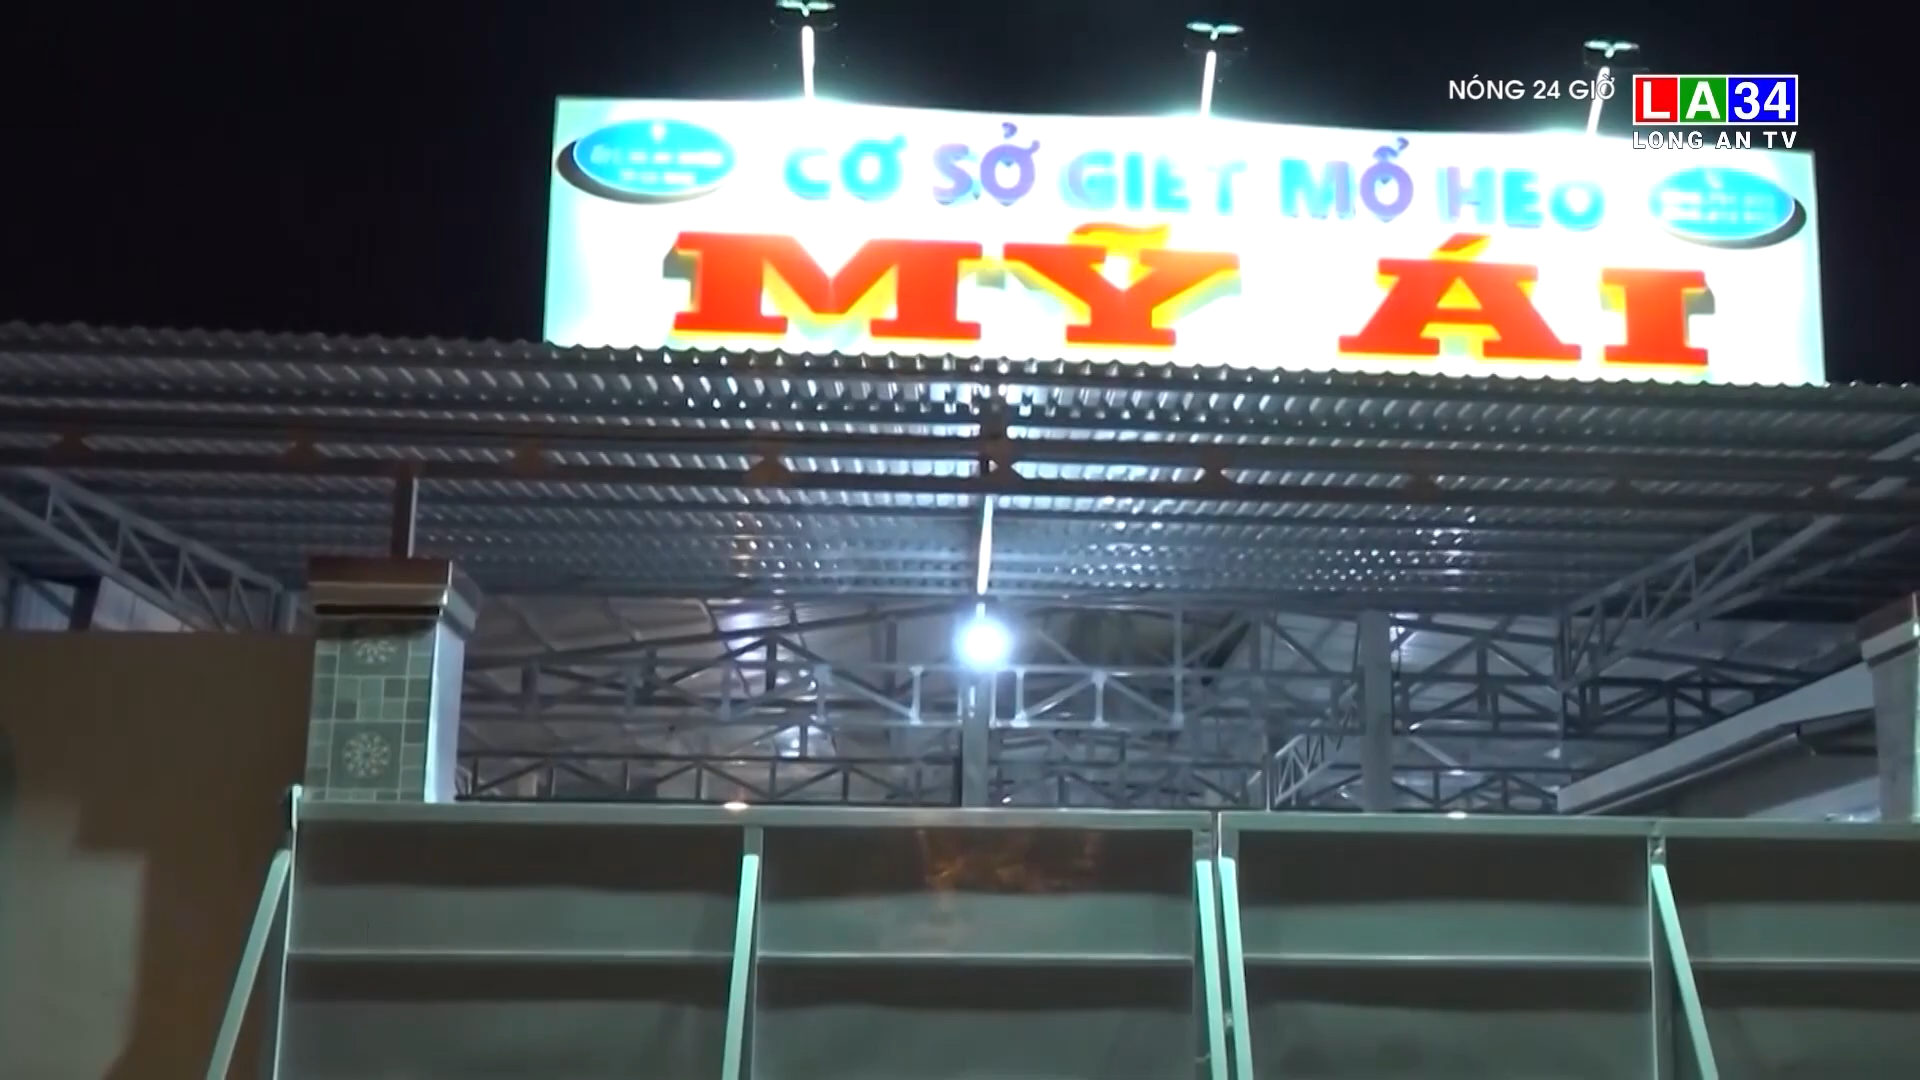 NÓNG 24 GIỜ
LA34
LONG AN TV
CƠ SỞ GIẾT MỔ HEO
MỸ ÁI